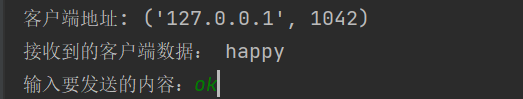 客户端地址: ('127.0.0.1', 1042)
接收到的客户端数据: happy
输入要发送的内容：ok